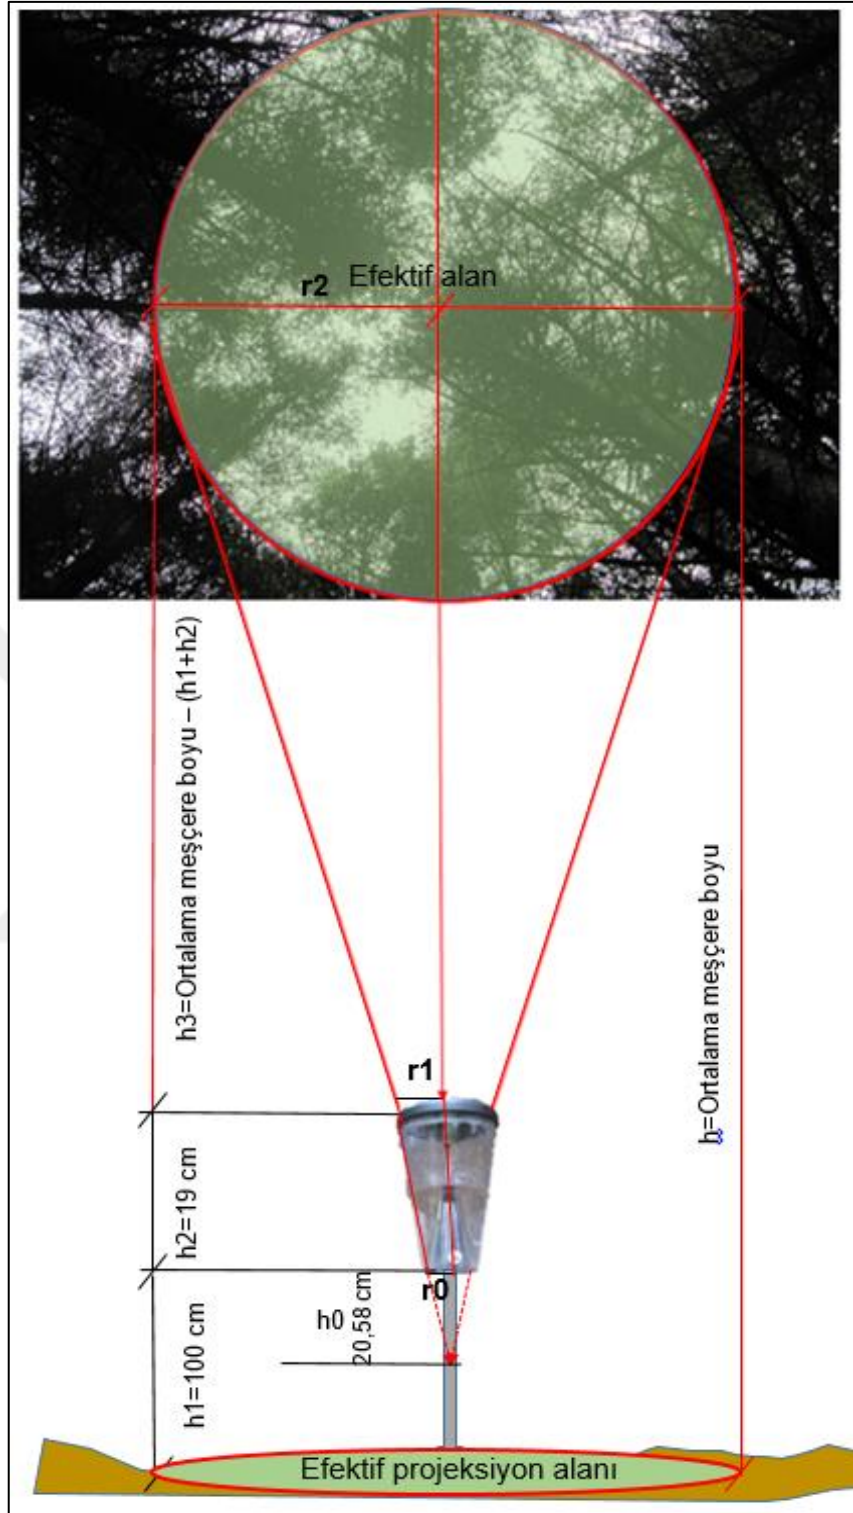 r2
Efektif alan
h3=Ortalama meşçere boyu – (h1+h2)
h=Ortalama meşçere boyu
r1
h2=19 cm
r0
h0
20,58 cm
h1=100 cm
Efektif projeksiyon alanı